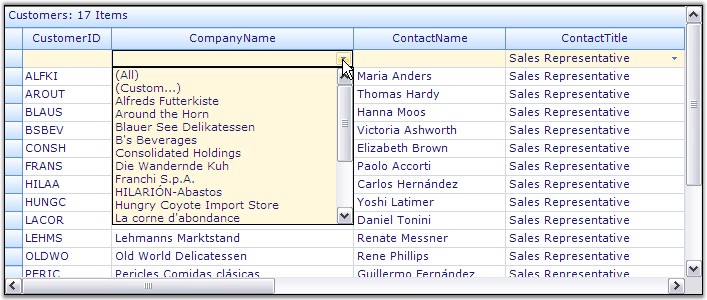 Customers: 17 Items
CustomerID CompanyName ContactName ContactTitle
Sales Representative
ALFKI (All) Maria Anders Sales Representative
(Custom...)
AROUT Alfreds Futterkiste Thomas Hardy Sales Representative
BLAUS Around the Horn Hanna Moos Sales Representative
BSBEV Blauer See Delikatessen Victoria Ashworth Sales Representative
CONSH B's Beverages Elizabeth Brown Sales Representative
Consolidated Holdings
FRANS Die Wandernde Kuh Paolo Accorti Sales Representative
HILAA Franchi S.p.A. Carlos Hernández Sales Representative
HILARIÓN-Abastos
HUNGC Hungry Coyote Import Store Yoshi Latimer Sales Representative
LACOR La corne d'abondance Daniel Tonini Sales Representative
LEHMS Lehmanns Marktstand Renate Messner Sales Representative
OLDWO Old World Delicatessen Rene Phillips Sales Representative
PERIC Pericles Comidas clásicas Guillermo Fernández Sales Representative